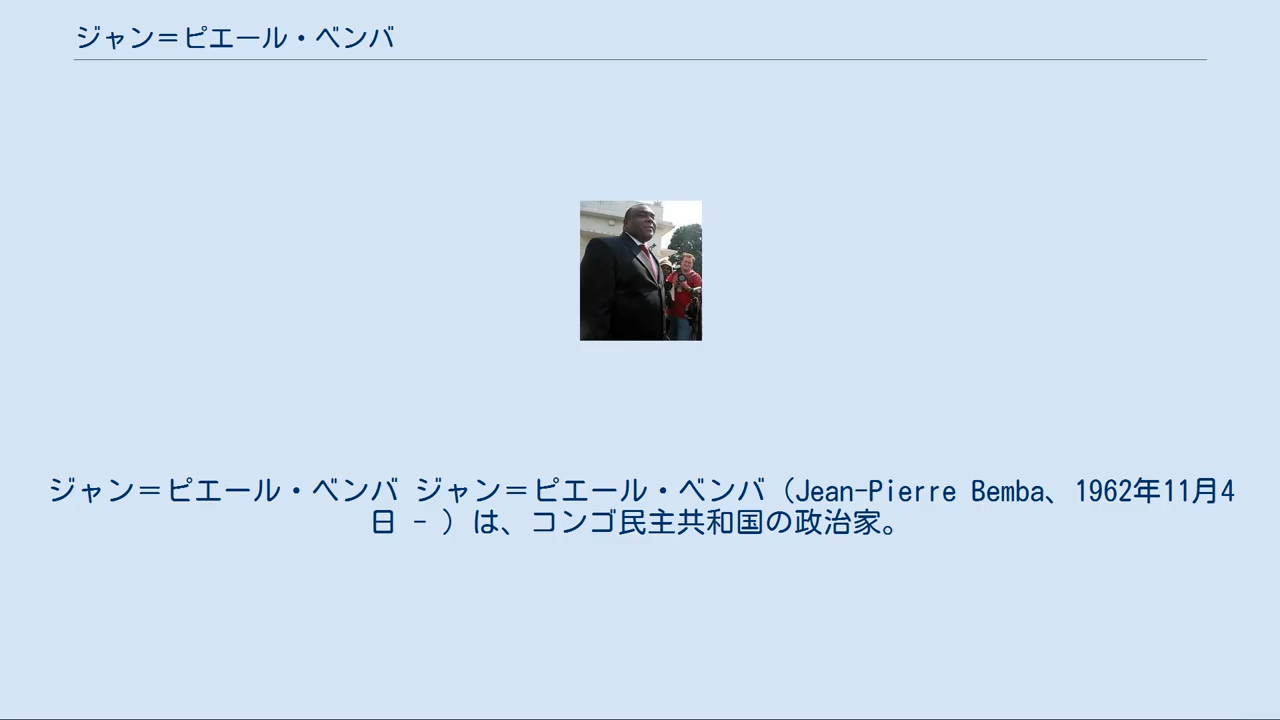 ジャン＝ピエール・ベンバ
ジャン＝ピエール・ベンバ ジャン＝ピエール・ベンバ（Jean-Pierre Bemba、1962年11月4
日 - ）は、コンゴ民主共和国の政治家。